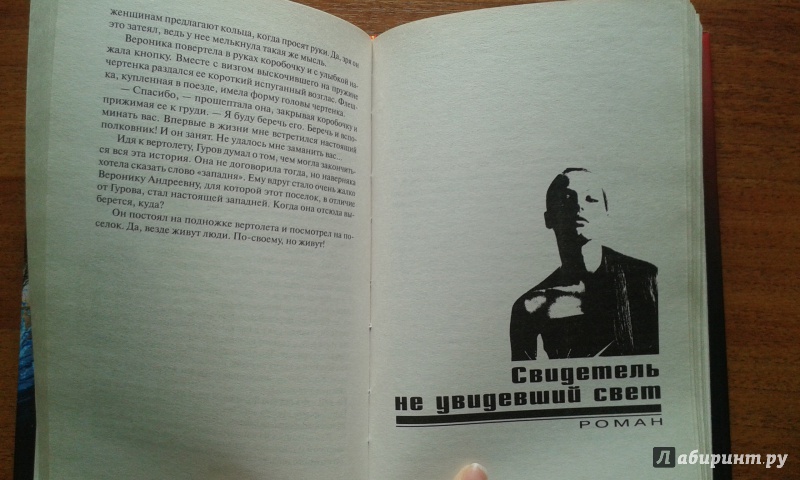 женщинам предлагают кольца, когда просят руки. Да, зря он
это затеял, ведь у нее мелькнула такая же мысль.
Вероника повертела в руках коробочку и с улыбкой на-
жала кнопку. Вместе с визгом выскочившего на пружине
чертенка раздался ее короткий испуганный возглас. Флеш-
ка, купленная в поезде, имела форму головы чертенка.
— Спасибо, — прошептала она, закрывая коробочку и
прижимая ее к груди. — Я буду беречь его. Беречь и вспо-
минать вас. Впервые в жизни мне встретился настоящий
полковник! И он занят. Не удалось мне заманить вас...
Идя к вертолету, Гуров думал о том, чем могла закончить-
ся вся эта история. Она не договорила тогда, но наверняка
хотела сказать слово «западня». Ему вдруг стало очень жалко
Веронику Андреевну, для которой этот поселок, в отличие
от Гурова, стал настоящей западней. Когда она отсюда вы-
берется, куда?
Он постоял на подножке вертолета и посмотрел на по-
селок. Да, везде живут люди. По-своему, но живут!
Свидетель
не увидевший свет
РОМАН
Лабиринт.ру